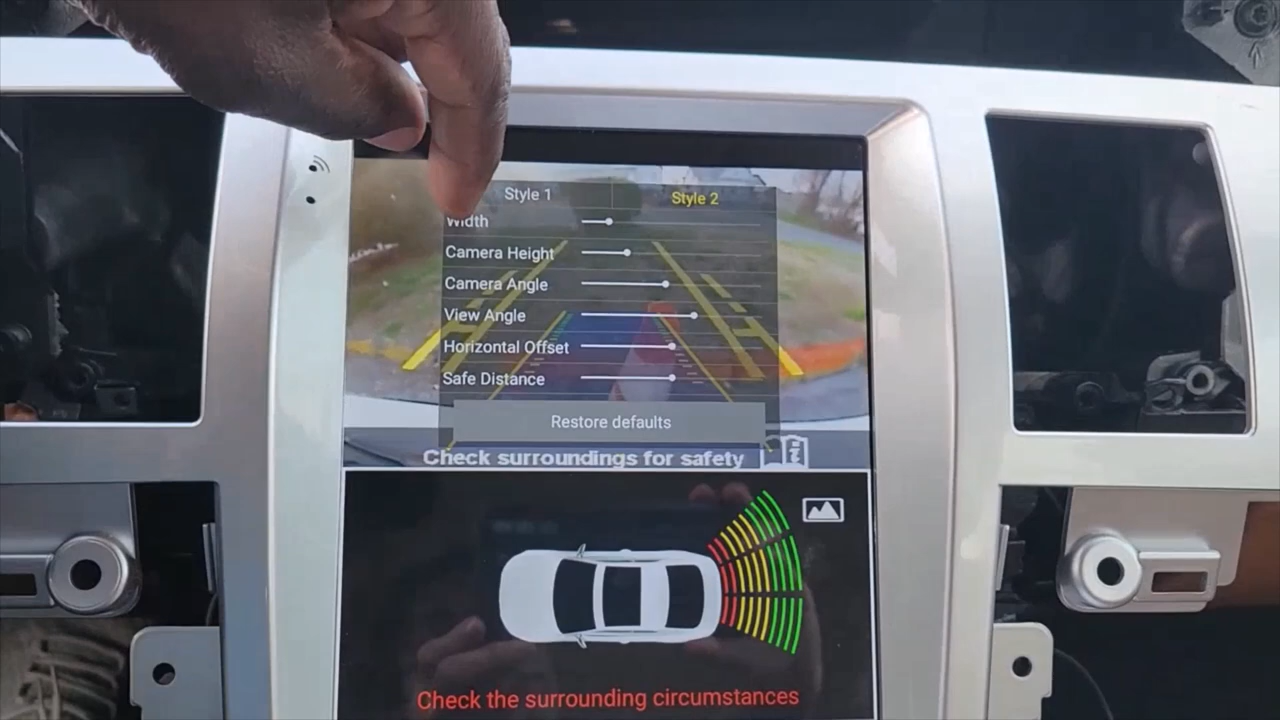 Style 1 Style 2
Width
Camera Height
Camera Angle
View Angle
Horizontal Offset
Safe Distance
Restore defaults
Check surroundings for safety
Check the surrounding circumstances